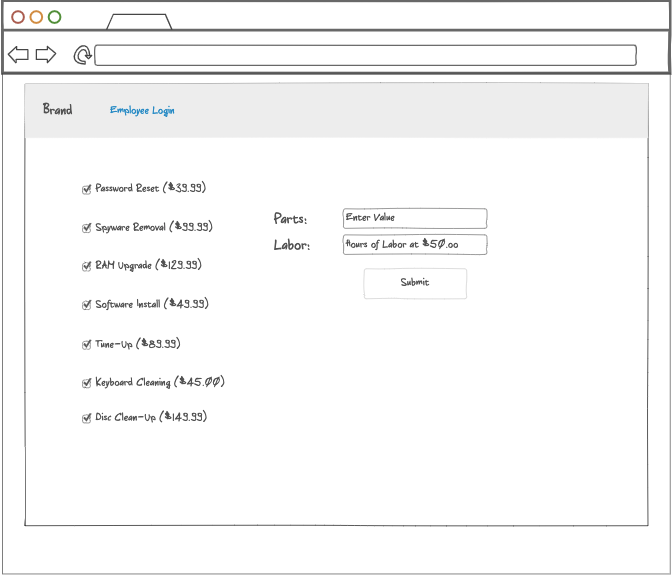 Brand
Employee Login
Password Reset ($39.99)
Spyware Removal ($99.99)
RAM Upgrade ($129.99)
Software Install ($49.99)
Tune-Up ($89.99)
Keyboard Cleaning ($45.00)
Disc Clean-Up ($149.99)
Parts: Enter Value
Labor: Hours of Labor at $50.00
Submit